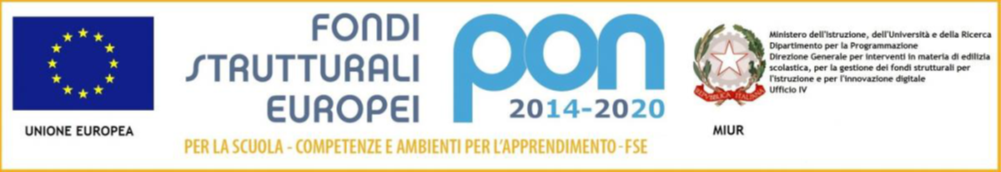 UNIONE EUROPEA
FONDI
STRUTTURALI
EUROPEI
pon
2014-2020
PER LA SCUOLA - COMPETENZE E AMBIENTI PER L'APPRENDIMENTO - FSE
REPVBBLICA ITALIANA
Ministero dell'Istruzione, dell'Università e della Ricerca
Dipartimento per la Programmazione
Direzione Generale per interventi in materia di edilizia
scolastica, per la gestione dei fondi strutturali per
l'istruzione e per l'innovazione digitale
Ufficio IV
MIUR